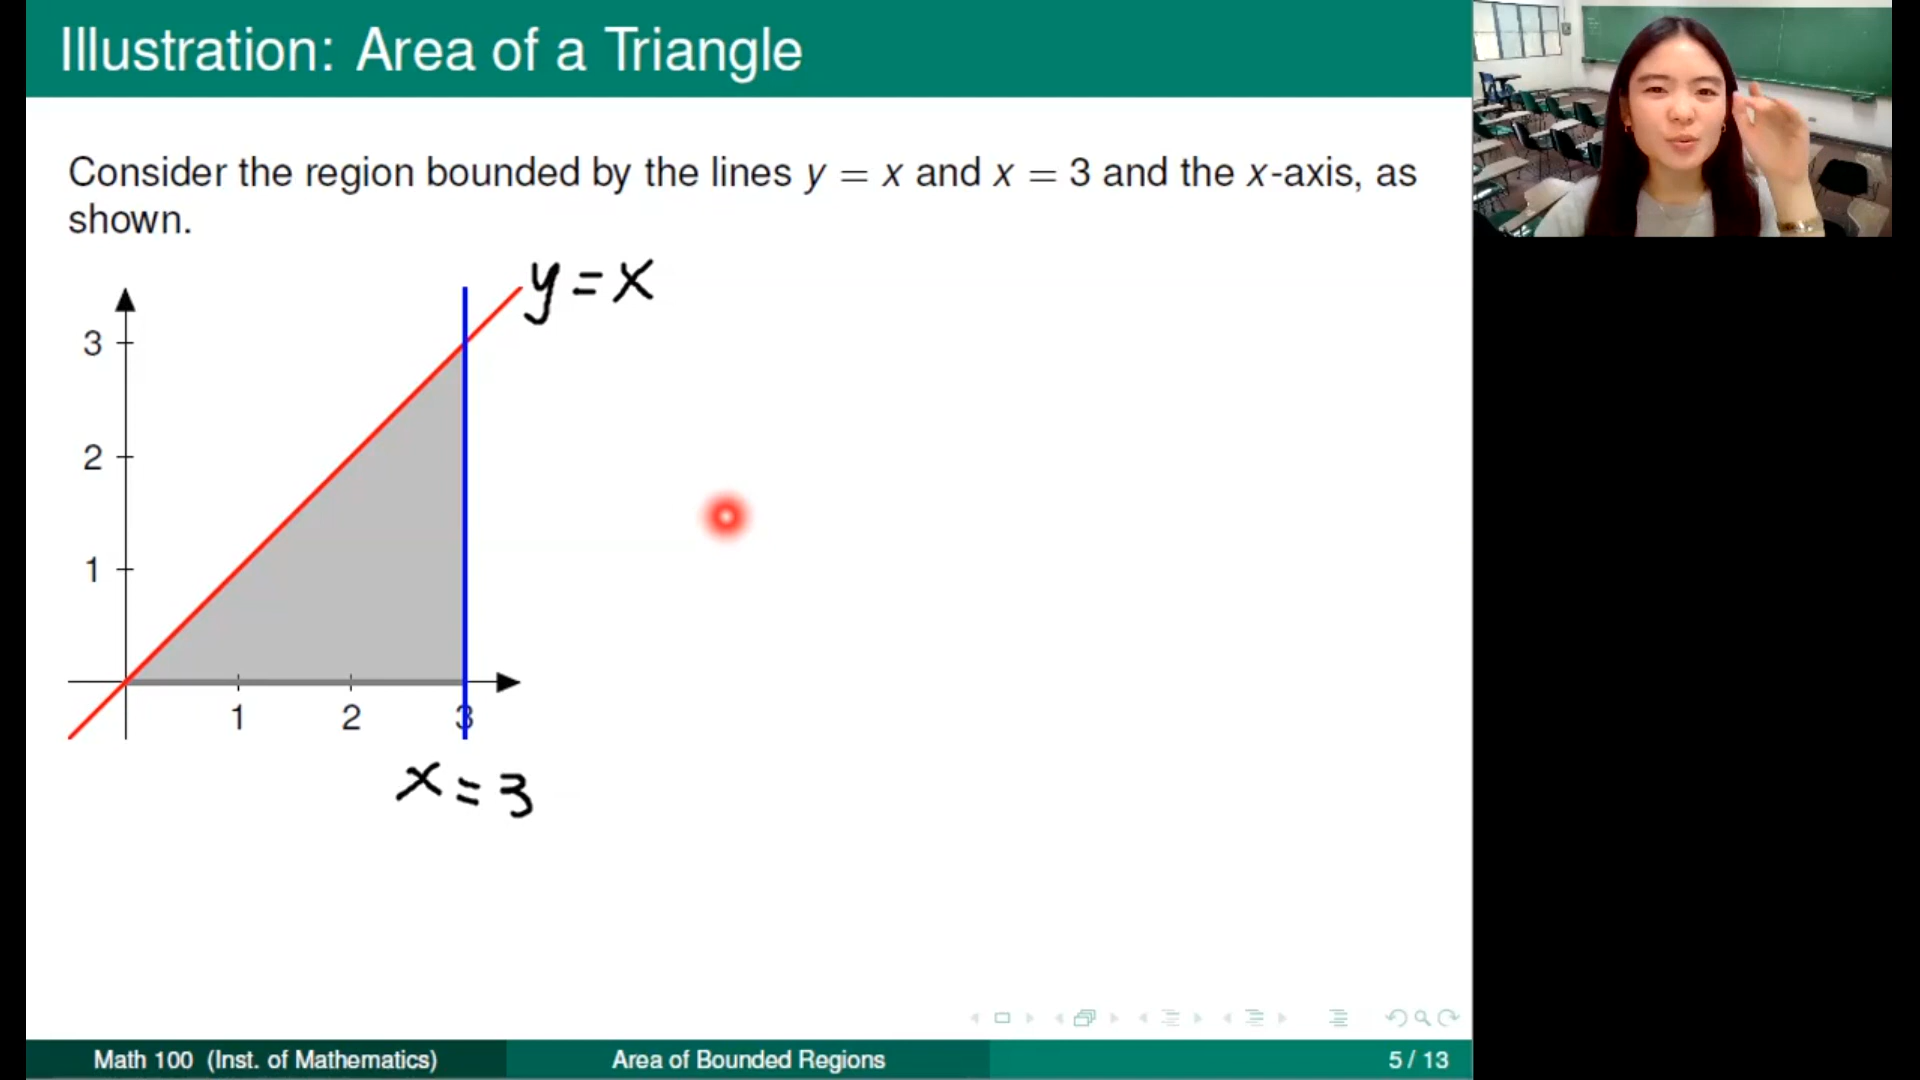 Illustration: Area of a Triangle
Consider the region bounded by the lines y = x and x = 3 and the x-axis, as
shown.
y = x
3
2
1
1 2 3
x = 3
Math 100 (Inst. of Mathematics) Area of Bounded Regions 5 / 13